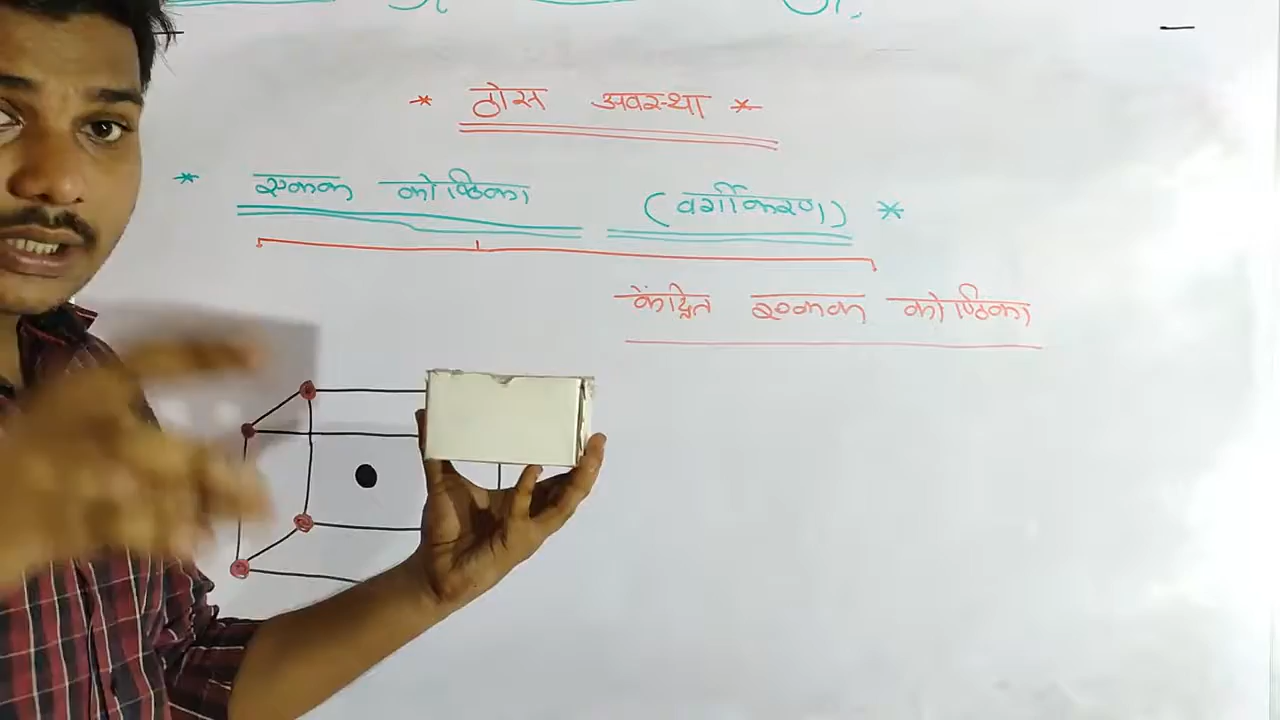 * ठोस अवस्था *
* एकक कोष्ठिका (वर्गीकरण) *
केंद्रित एकक कोष्ठिका